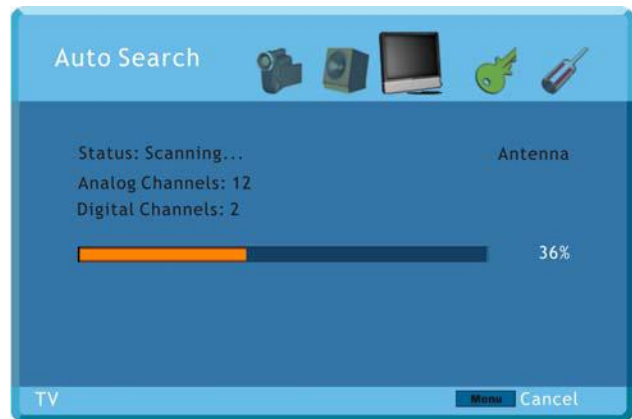 Auto Search
Status: Scanning... Antenna
Analog Channels: 12
Digital Channels: 2
36%
TV Menu Cancel